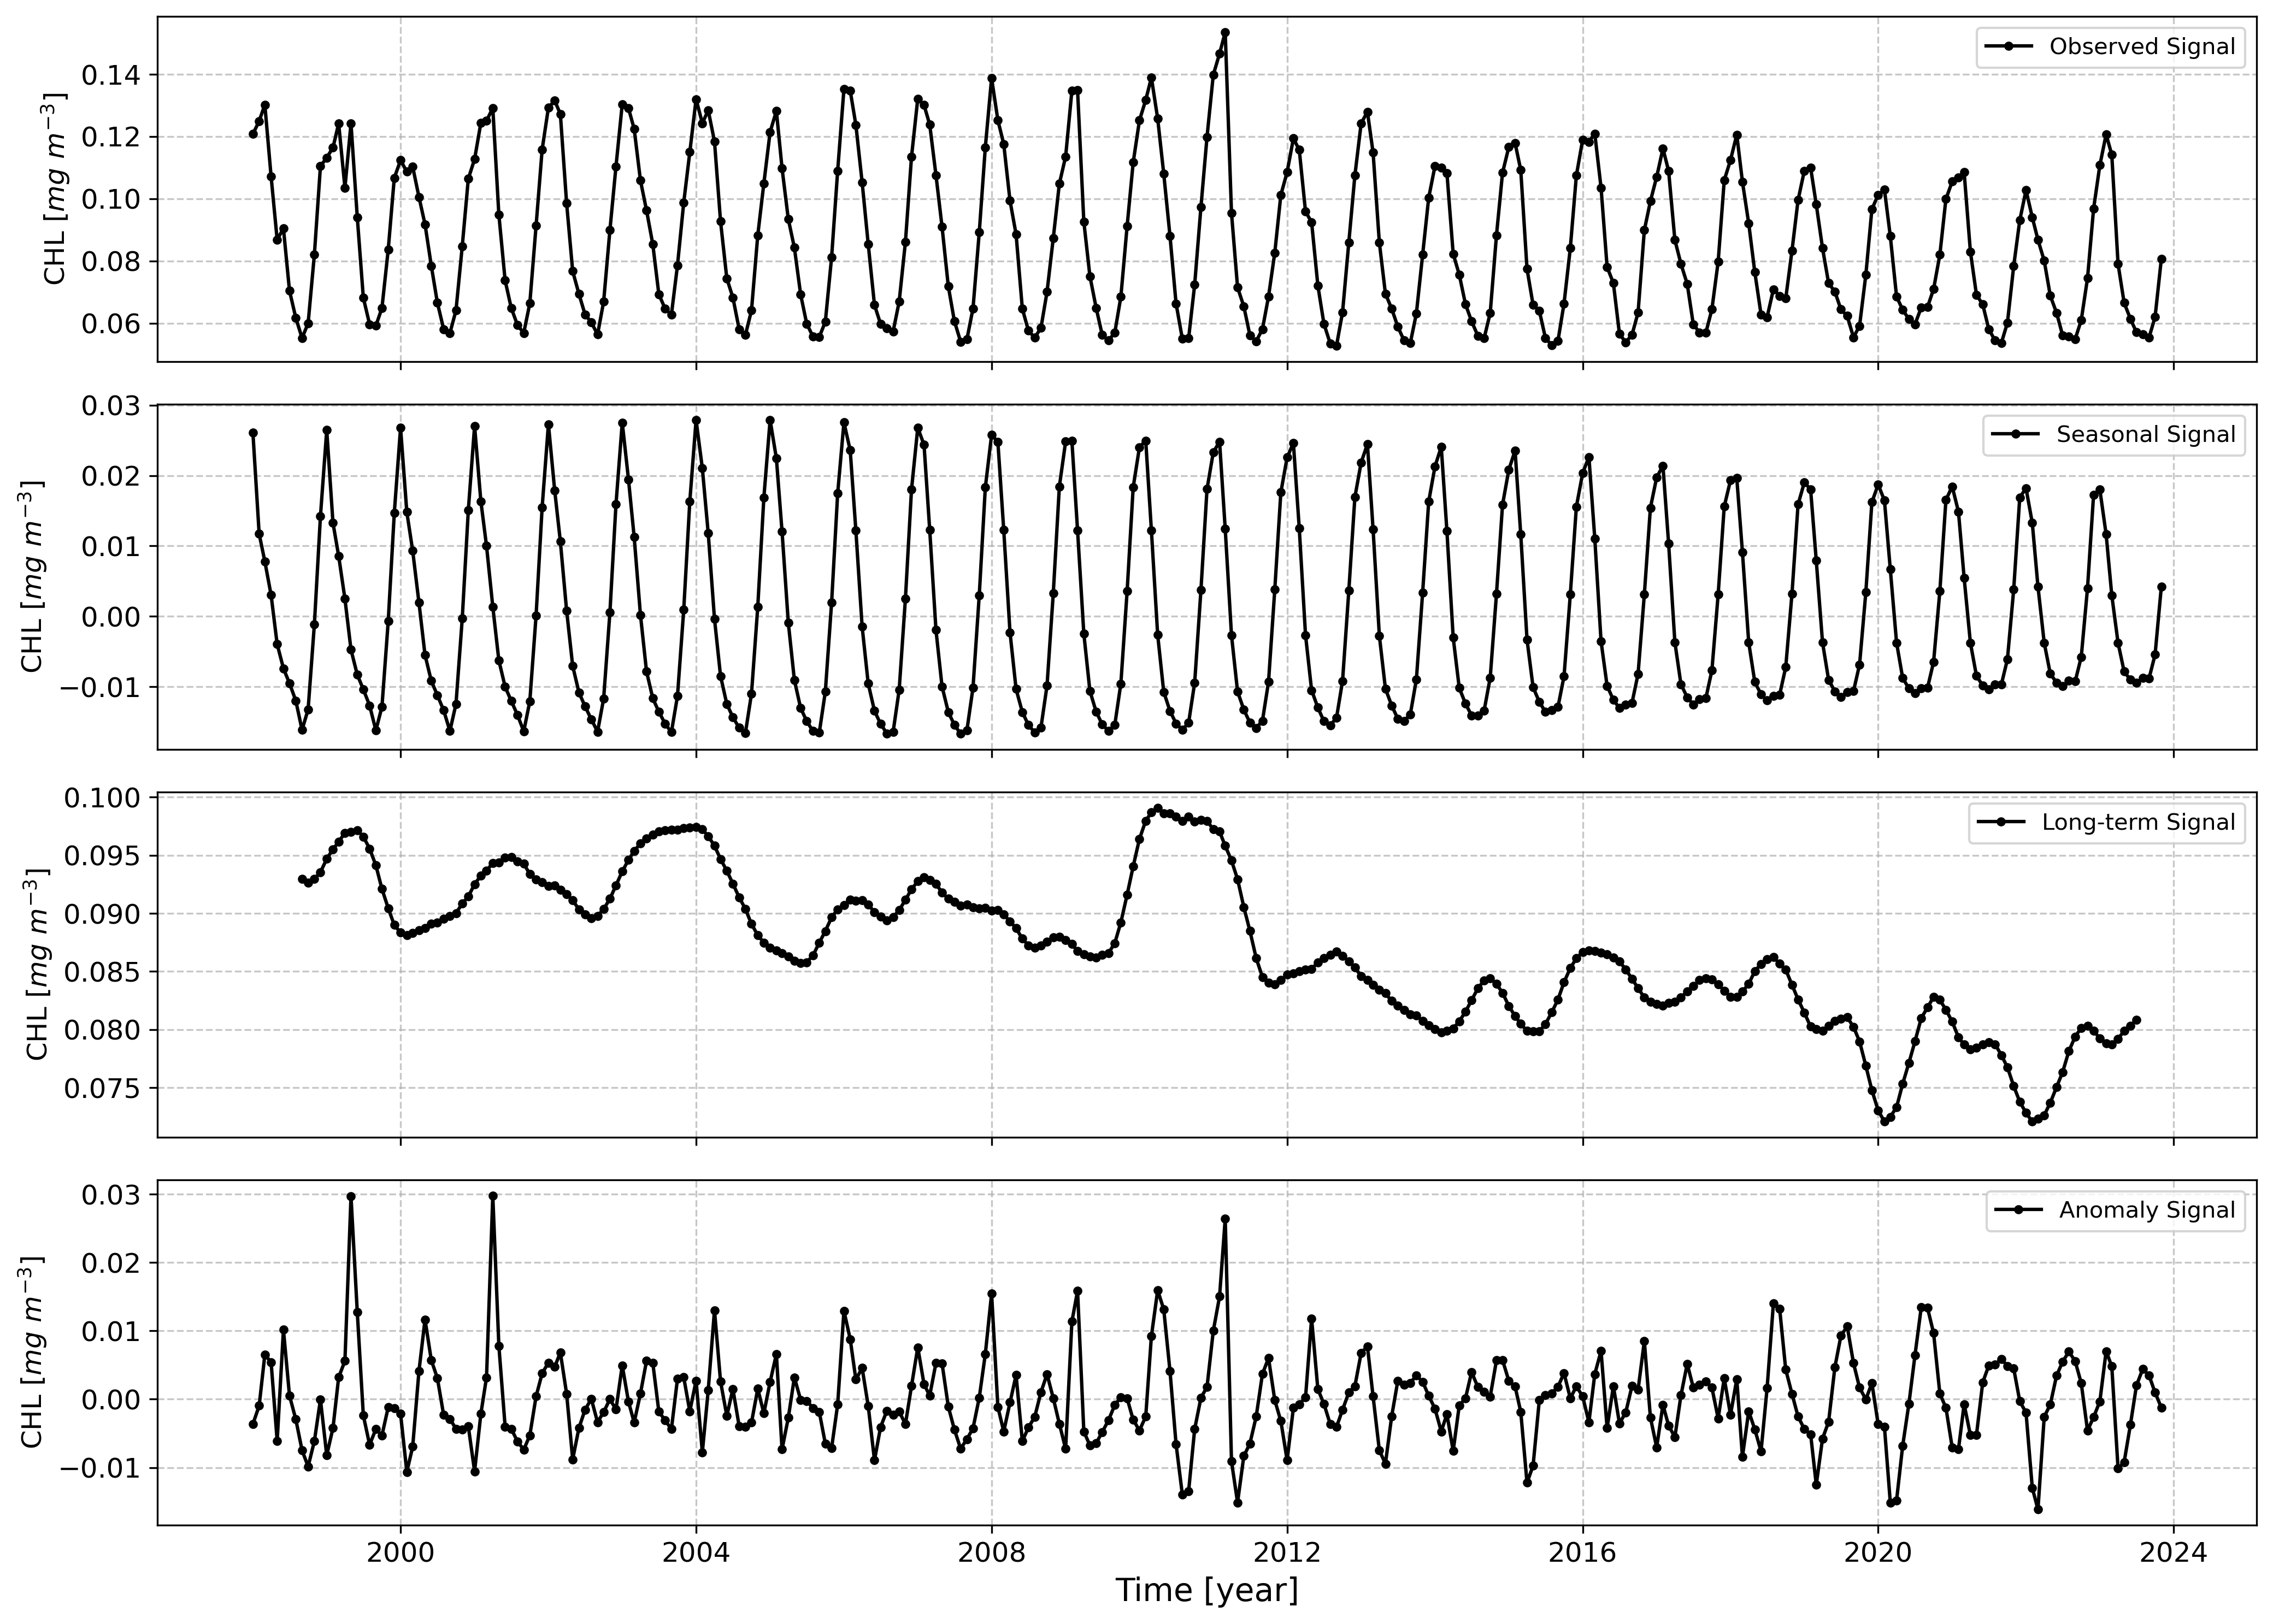 0.14
0.12
0.10
0.08
0.06
CHL [mg m⁻³]
Observed Signal
0.03
0.02
0.01
0.00
−0.01
CHL [mg m⁻³]
Seasonal Signal
0.100
0.095
0.090
0.085
0.080
0.075
CHL [mg m⁻³]
Long-term Signal
0.03
0.02
0.01
0.00
−0.01
CHL [mg m⁻³]
Anomaly Signal
2000 2004 2008 2012 2016 2020 2024
Time [year]